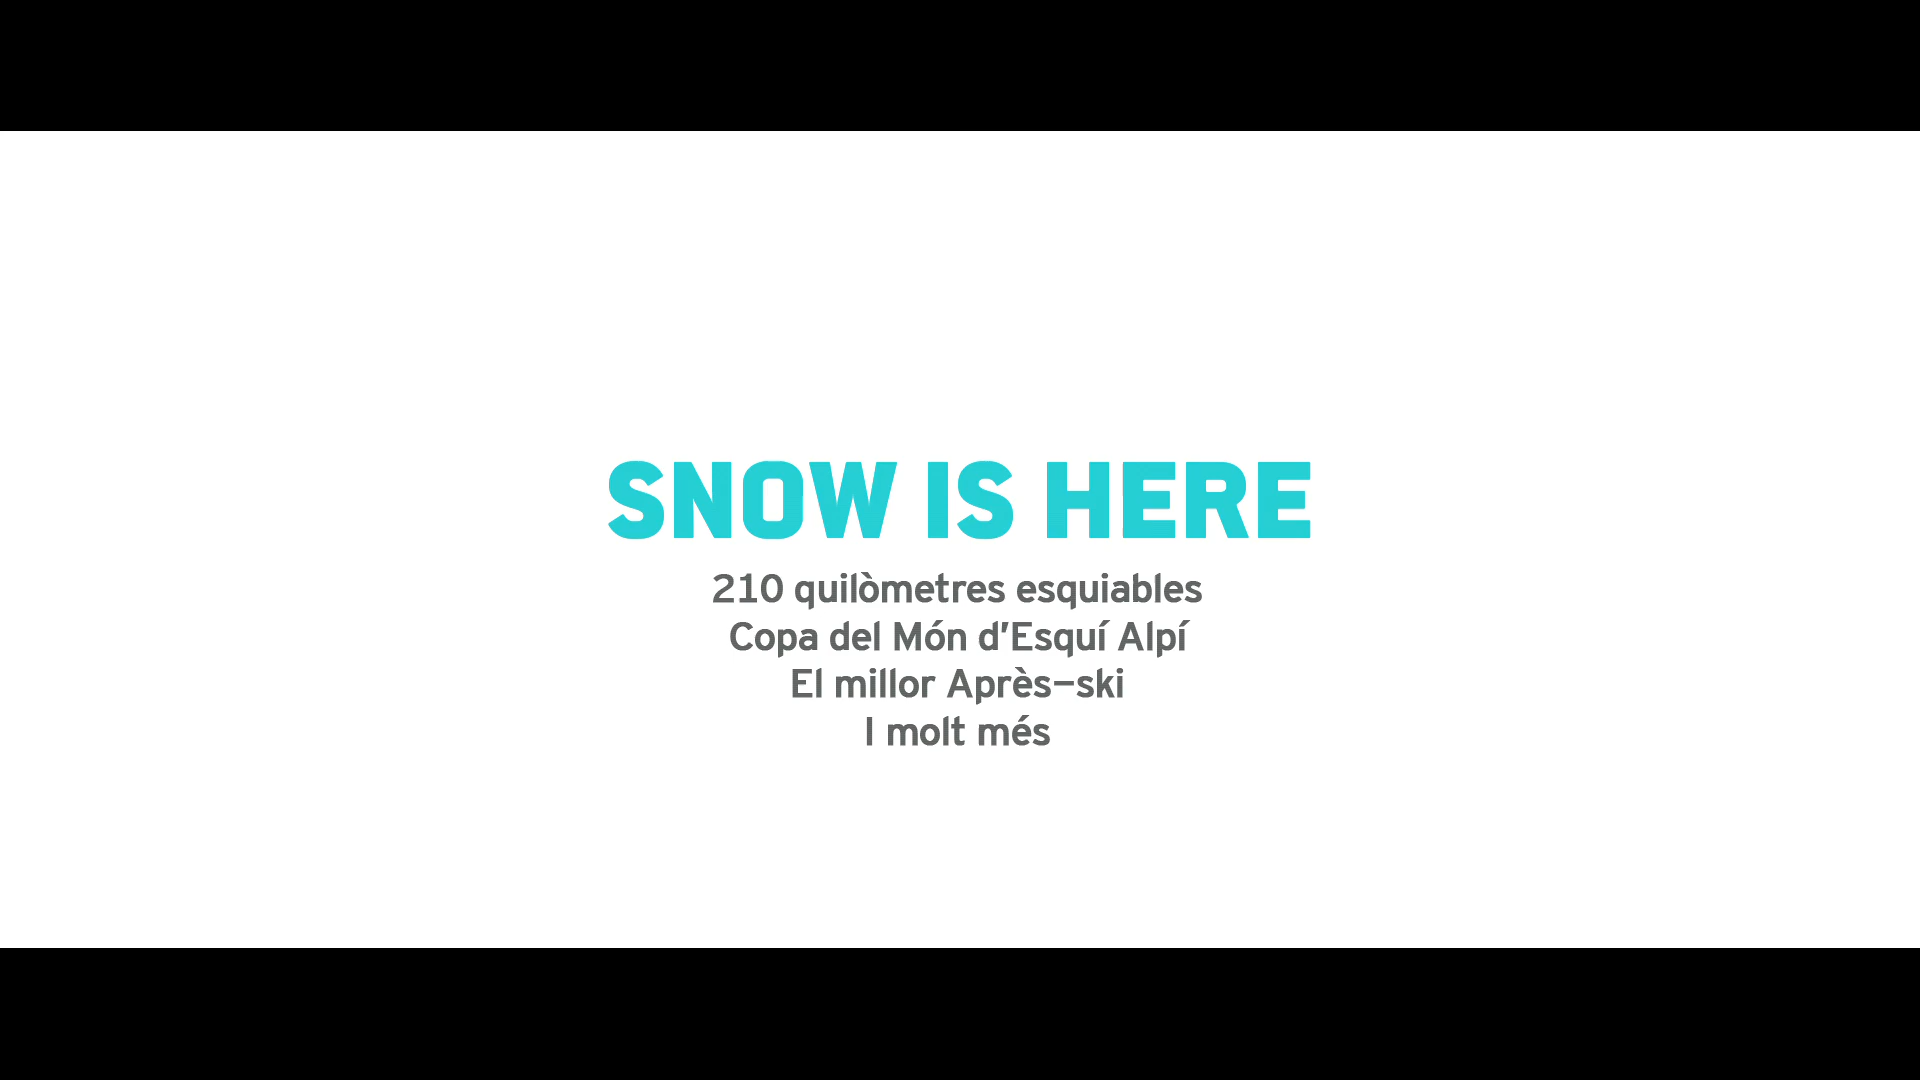 SNOW IS HERE
210 quilòmetres esquiables
Copa del Món d'Esquí Alpí
El millor Après-ski
I molt més